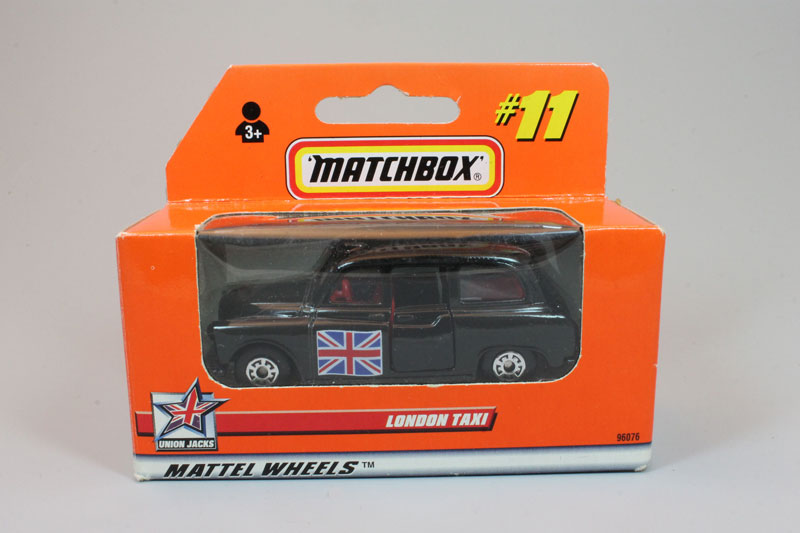 #11
3+
MATCHBOX®
LONDON TAXI
UNION JACKS
96076
MATTEL WHEELS™